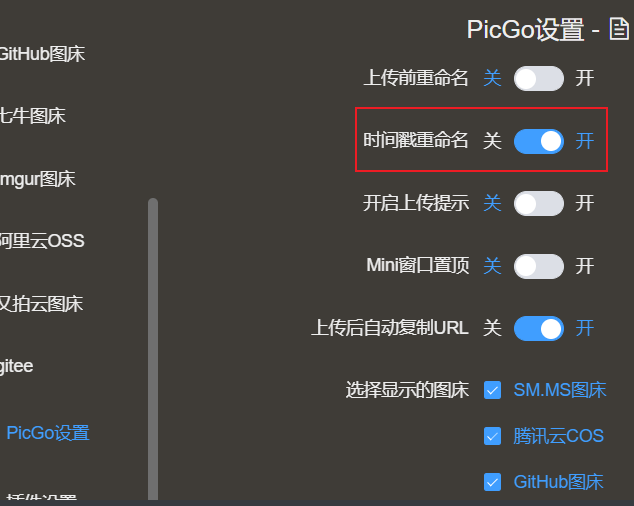 PicGo设置 -
GitHub图床
七牛图床
mgur图床
阿里云OSS
又拍云图床
gitee
PicGo设置
插件设置
上传前重命名 关 开
时间戳重命名 关 开
开启上传提示 关 开
Mini窗口置顶 关 开
上传后自动复制URL 关 开
选择显示的图床 SM.MS图床
腾讯云COS
GitHub图床